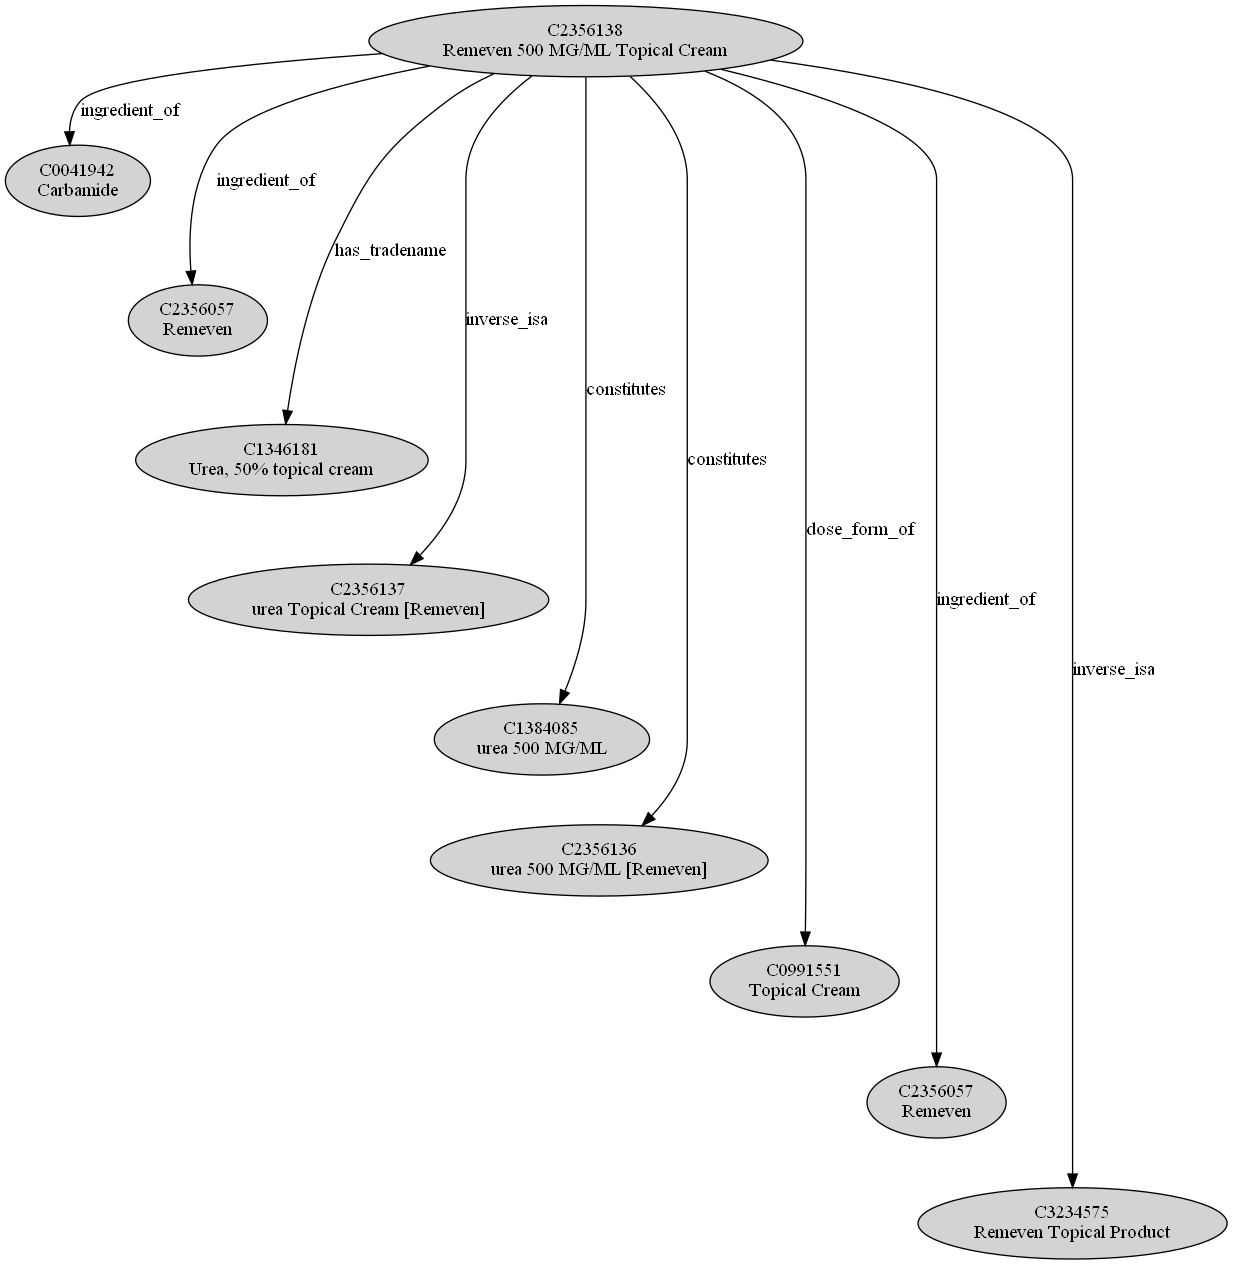 C2356138
Remeven 500 MG/ML Topical Cream
ingredient_of
C0041942
Carbamide
ingredient_of
has_tradename
C2356057
Remeven
inverse_isa
constitutes
C1346181
Urea, 50% topical cream
constitutes
dose_form_of
C2356137
urea Topical Cream [Remeven]
ingredient_of
inverse_isa
C1384085
urea 500 MG/ML
C2356136
urea 500 MG/ML [Remeven]
C0991551
Topical Cream
C2356057
Remeven
C3234575
Remeven Topical Product